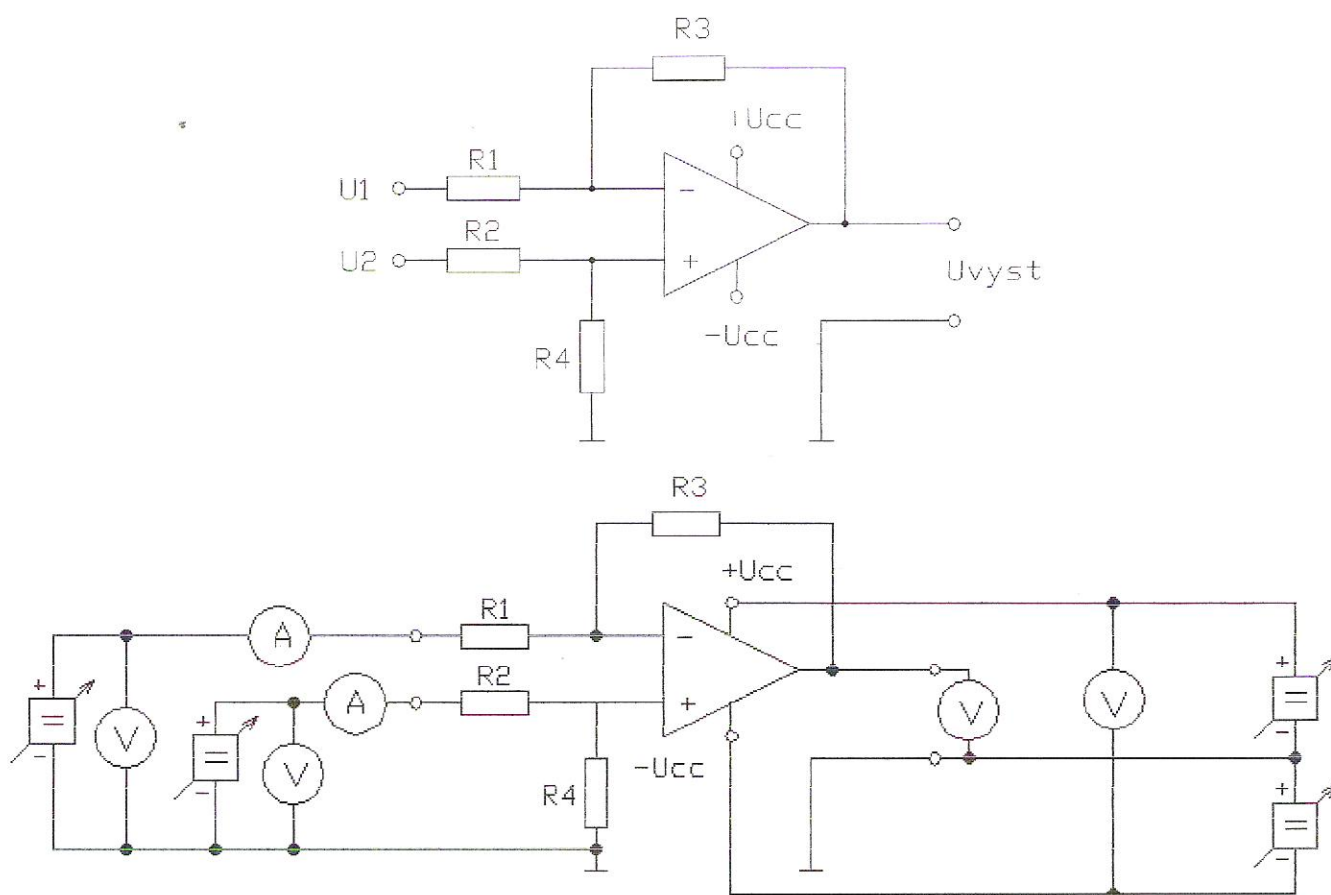 R3
+Ucc
U1
R1
-
U2
R2
+
Uvyst
-Ucc
R4
R3
+Ucc
A
R1
-
+
=
-
V
+
=
-
A
R2
+
V
-Ucc
R4
V
V
+
=
-
+
=
-